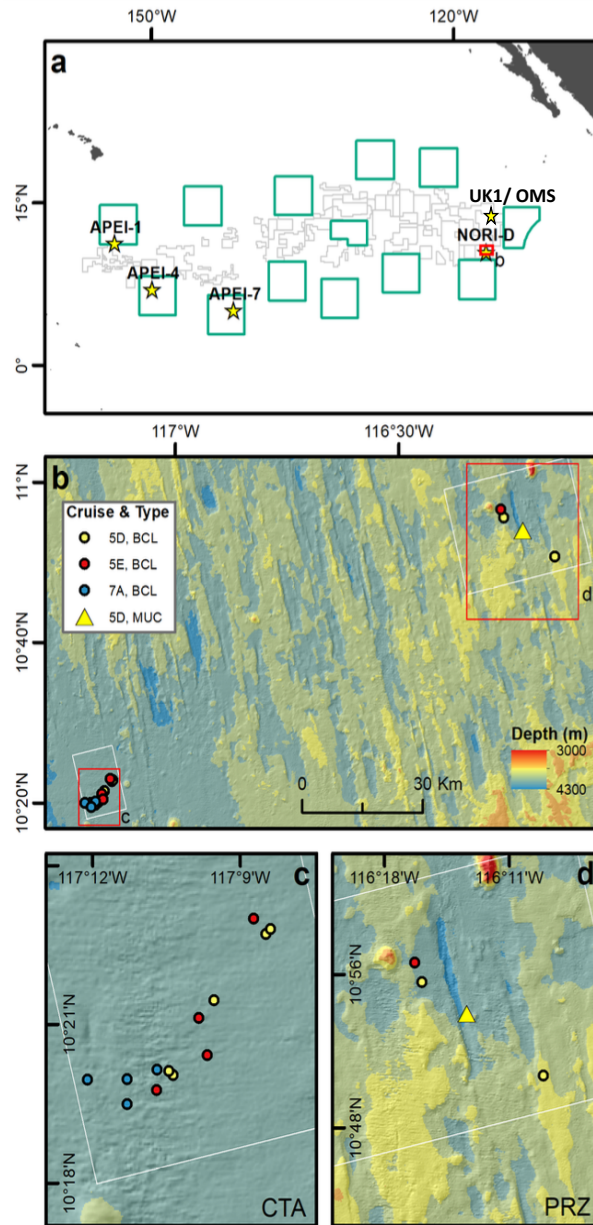 150°W
120°W
a
15°N
0°
UK1/ OMS
APEI-1
NORI-D
b
APEI-4
APEI-7
117°W
116°30'W
b
11°N
10°40'N
10°20'N
Cruise & Type
5D, BCL
5E, BCL
7A, BCL
5D, MUC
d
Depth (m)
3000
4300
0
30 Km
c
117°12'W
117°9'W
c
10°21'N
10°18'N
CTA
116°18'W
116°11'W
d
10°56'N
10°48'N
PRZ